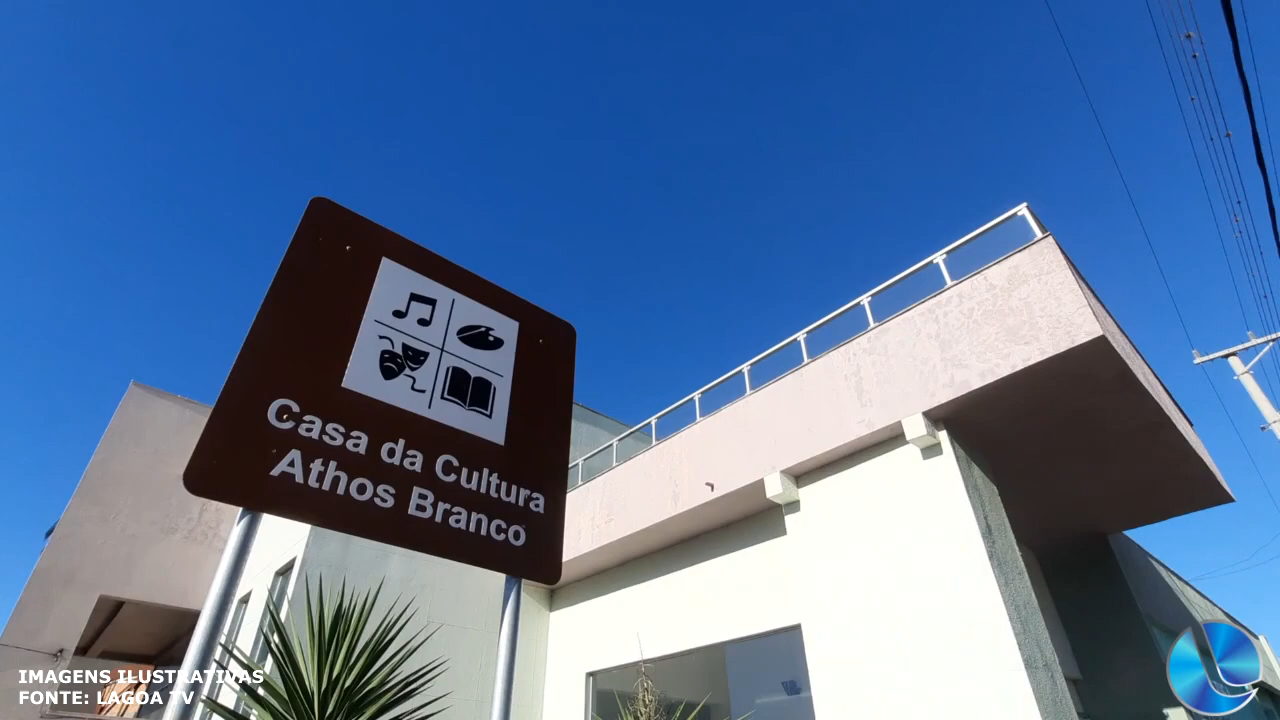 Casa da Cultura
Athos Branco
IMAGENS ILUSTRATIVAS
FONTE: LAGOA TV